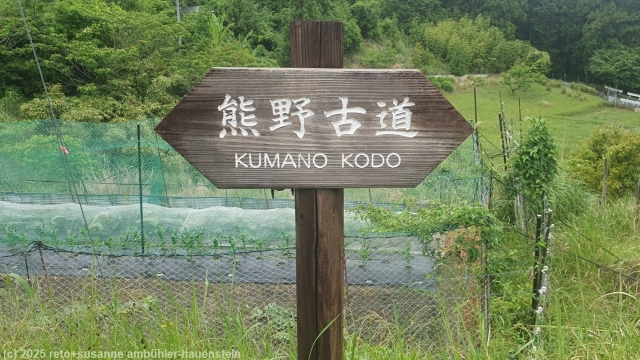 熊野古道
KUMANO KODO
(c) 2025 reto+susanne ambühler-hauenstein